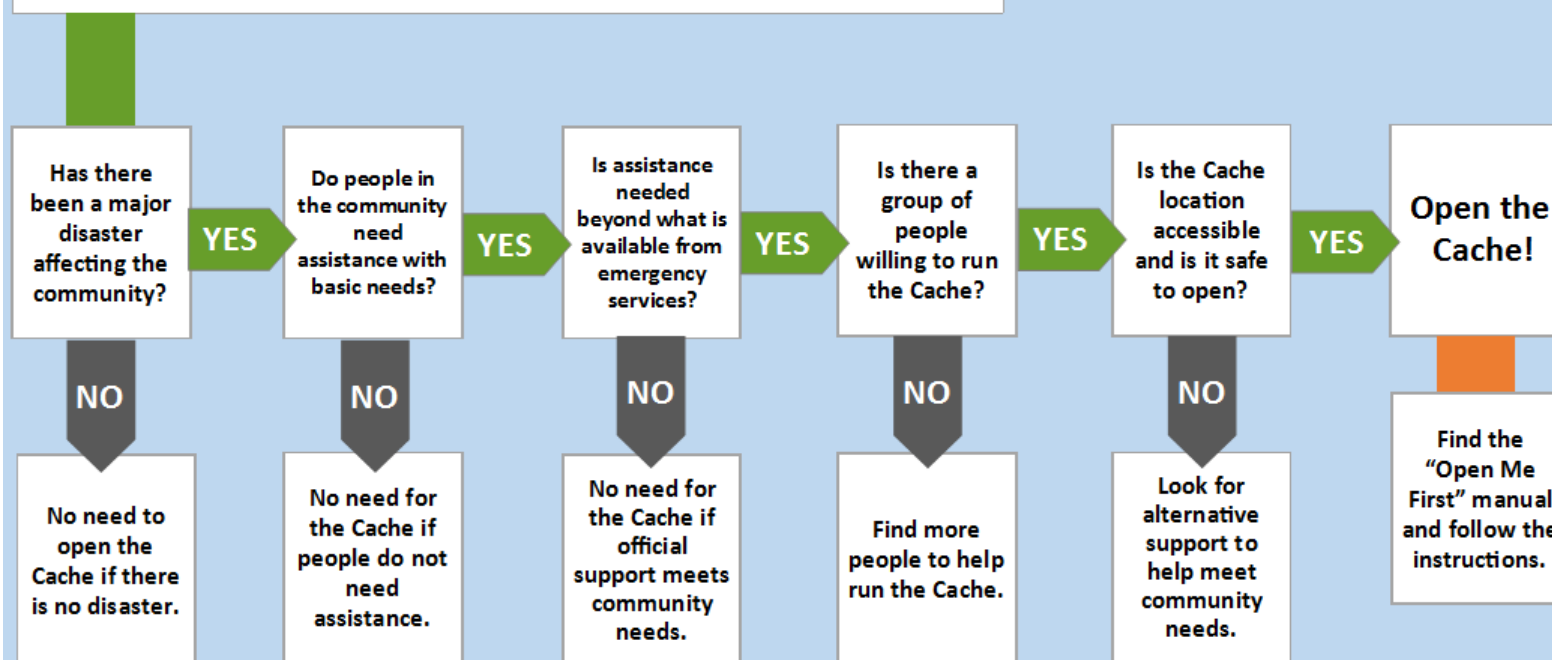 Has there
been a major
disaster
affecting the
community?
YES
Do people in
the community
need
assistance with
basic needs?
YES
Is assistance
needed
beyond what is
available from
emergency
services?
YES
Is there a
group of
people
willing to run
the Cache?
YES
Is the Cache
location
accessible
and is it safe
to open?
YES
Open the
Cache!
NO
NO
NO
NO
NO
No need to
open the
Cache if there
is no disaster.
No need for
the Cache if
people do not
need
assistance.
No need for
the Cache if
official
support meets
community
needs.
Find more
people to help
run the Cache.
Look for
alternative
support to
help meet
community
needs.
Find the
“Open Me
First” manual
and follow the
instructions.